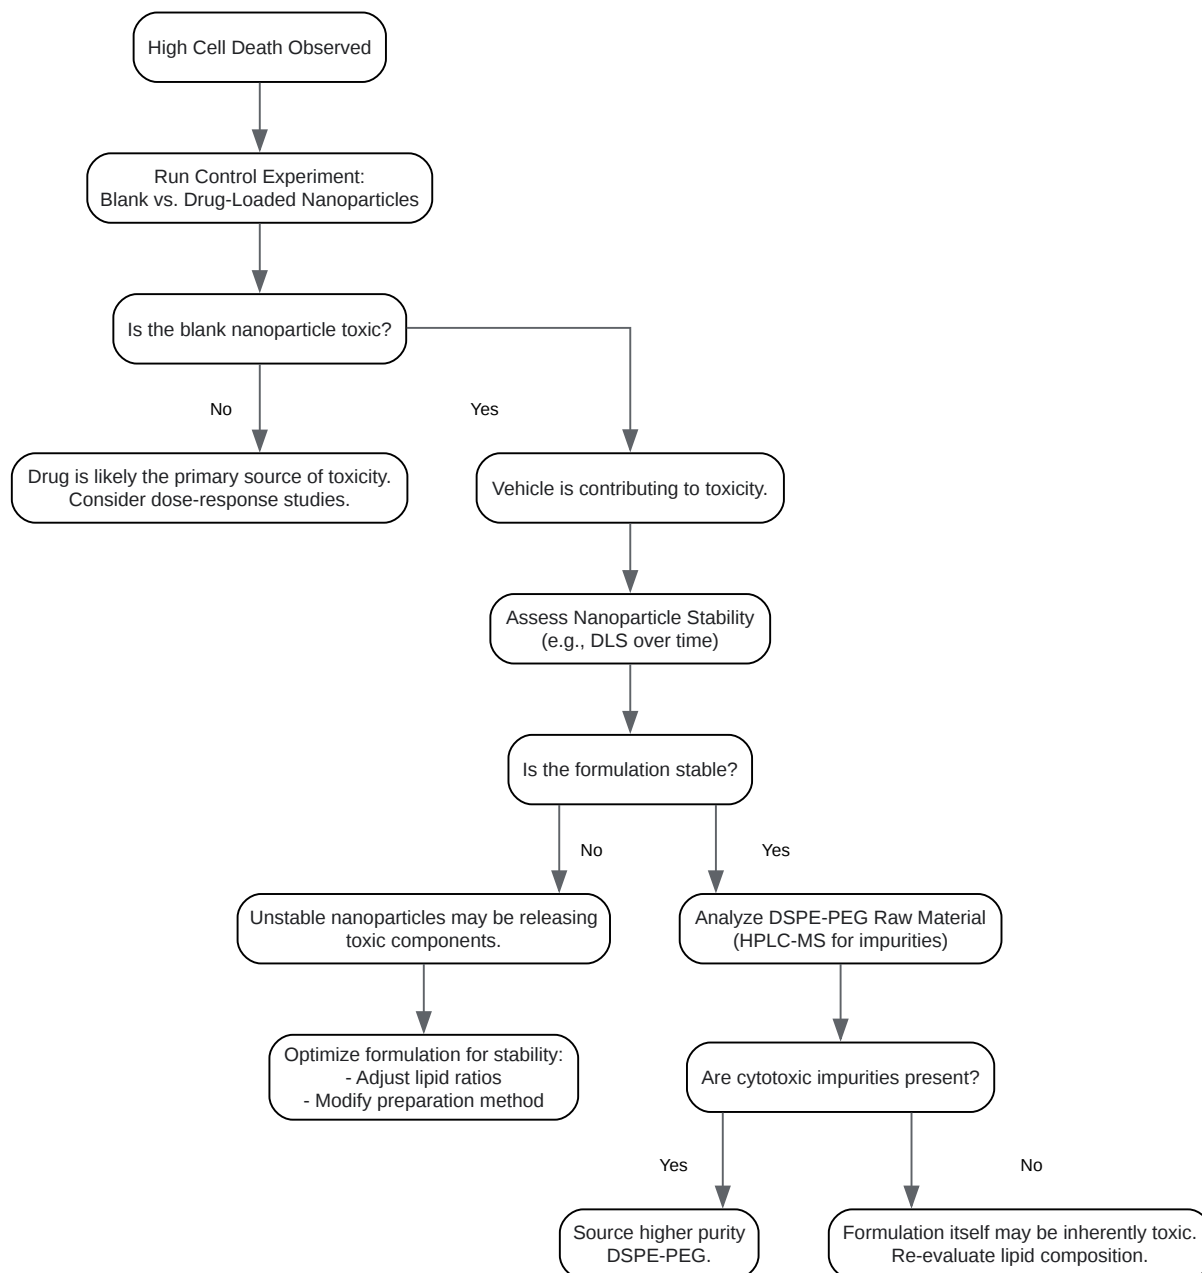 High Cell Death Observed
Run Control Experiment:
Blank vs. Drug-Loaded Nanoparticles
Is the blank nanoparticle toxic?
No
Yes
Drug is likely the primary source of toxicity.
Consider dose-response studies.
Vehicle is contributing to toxicity.
Assess Nanoparticle Stability
(e.g., DLS over time)
Is the formulation stable?
No
Yes
Unstable nanoparticles may be releasing
toxic components.
Analyze DSPE-PEG Raw Material
(HPLC-MS for impurities)
Optimize formulation for stability:
- Adjust lipid ratios
- Modify preparation method
Are cytotoxic impurities present?
Yes
No
Source higher purity
DSPE-PEG.
Formulation itself may be inherently toxic.
Re-evaluate lipid composition.